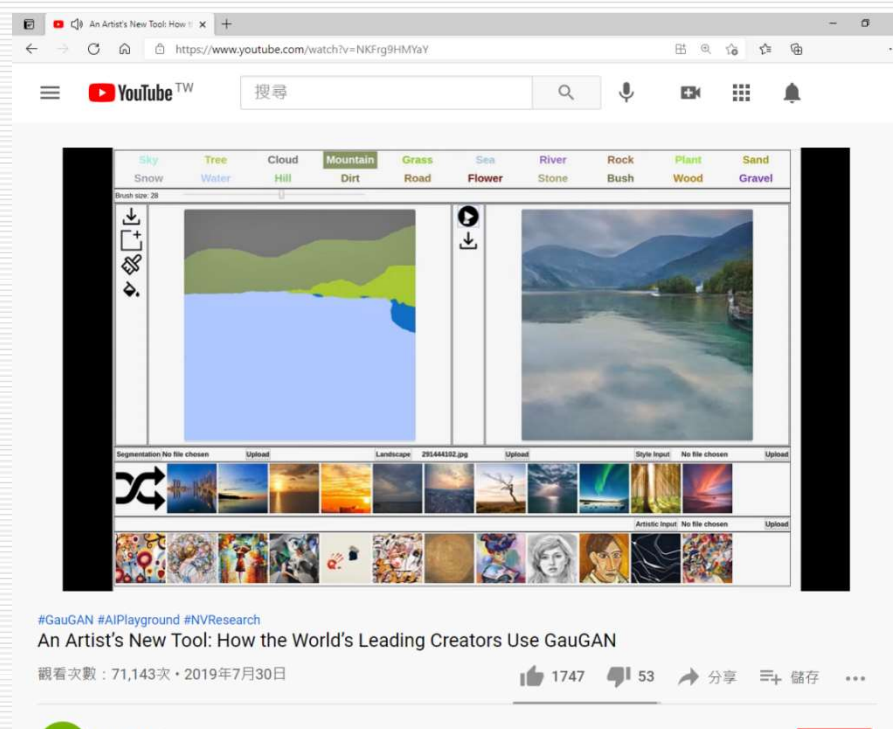 An Artist's New Tool: How t
https://www.youtube.com/watch?v=NKFrg9HMYaY
YouTube TW
搜尋
Sky Tree Cloud Mountain Grass Sea River Rock Plant Sand
Snow Water Hill Dirt Road Flower Stone Bush Wood Gravel
Brush size: 28
Segmentation No file chosen Upload Landscape 291444102.jpg Upload Style Input No file chosen Upload
Artistic Input No file chosen Upload
#GauGAN #AIPlayground #NVResearch
An Artist's New Tool: How the World's Leading Creators Use GauGAN
觀看次數：71,143次・2019年7月30日
1747 53 分享 儲存